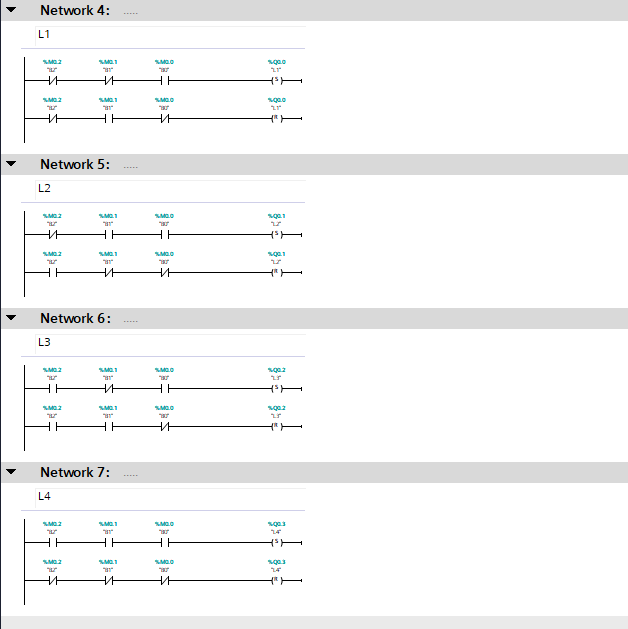 Network 4: .....
L1
%M0.2 %M0.1 %M0.0 %Q0.0
"B2" "B1" "B0" "L1"
S
%M0.2 %M0.1 %M0.0 %Q0.0
"B2" "B1" "B0" "L1"
R
Network 5: .....
L2
%M0.2 %M0.1 %M0.0 %Q0.1
"B2" "B1" "B0" "L2"
S
%M0.2 %M0.1 %M0.0 %Q0.1
"B2" "B1" "B0" "L2"
R
Network 6: .....
L3
%M0.2 %M0.1 %M0.0 %Q0.2
"B2" "B1" "B0" "L3"
S
%M0.2 %M0.1 %M0.0 %Q0.2
"B2" "B1" "B0" "L3"
R
Network 7: .....
L4
%M0.2 %M0.1 %M0.0 %Q0.3
"B2" "B1" "B0" "L4"
S
%M0.2 %M0.1 %M0.0 %Q0.3
"B2" "B1" "B0" "L4"
R